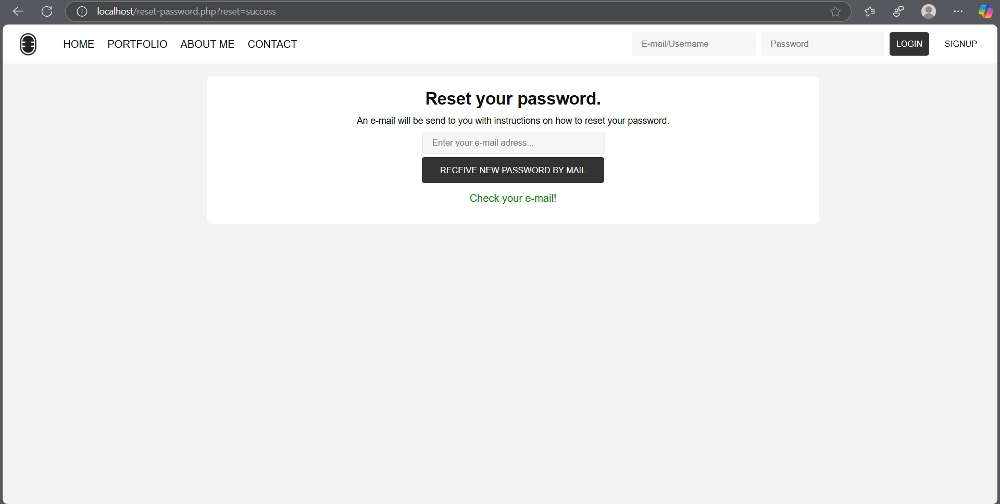 localhost/reset-password.php?reset=success
HOME PORTFOLIO ABOUT ME CONTACT E-mail/Username Password LOGIN SIGNUP
Reset your password.
An e-mail will be send to you with instructions on how to reset your password.
Enter your e-mail adress...
RECEIVE NEW PASSWORD BY MAIL
Check your e-mail!